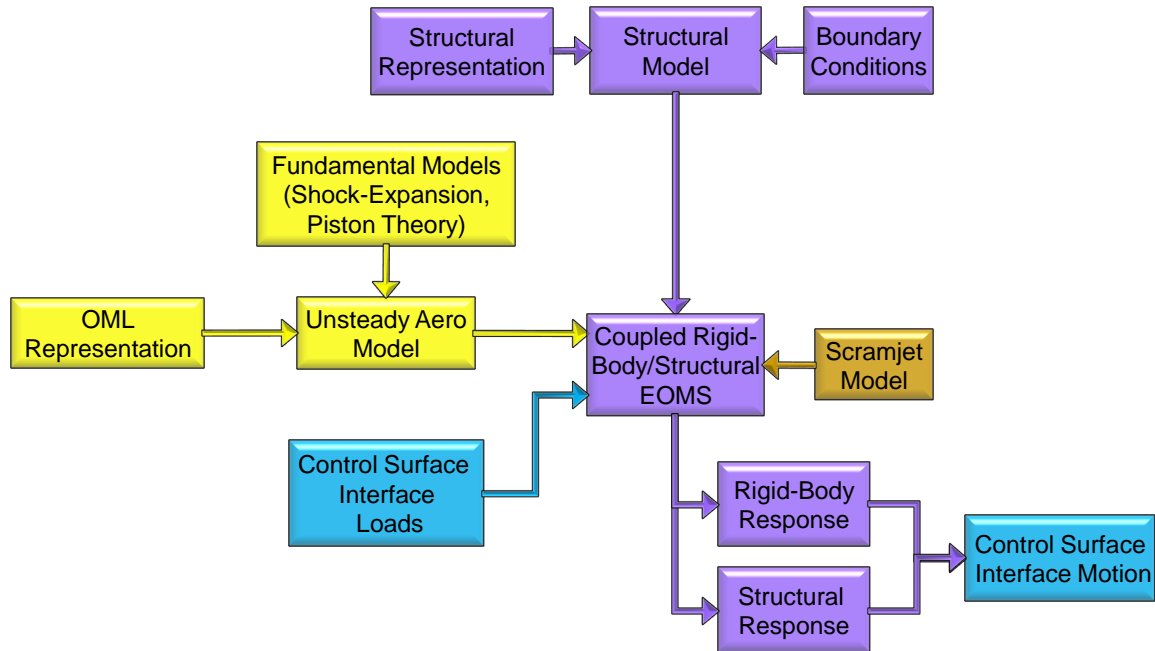 Structural
Representation
Structural
Model
Boundary
Conditions
Fundamental Models
(Shock-Expansion,
Piston Theory)
OML
Representation
Unsteady Aero
Model
Coupled Rigid-
Body/Structural
EOMS
Scramjet
Model
Control Surface
Interface
Loads
Rigid-Body
Response
Structural
Response
Control Surface
Interface Motion